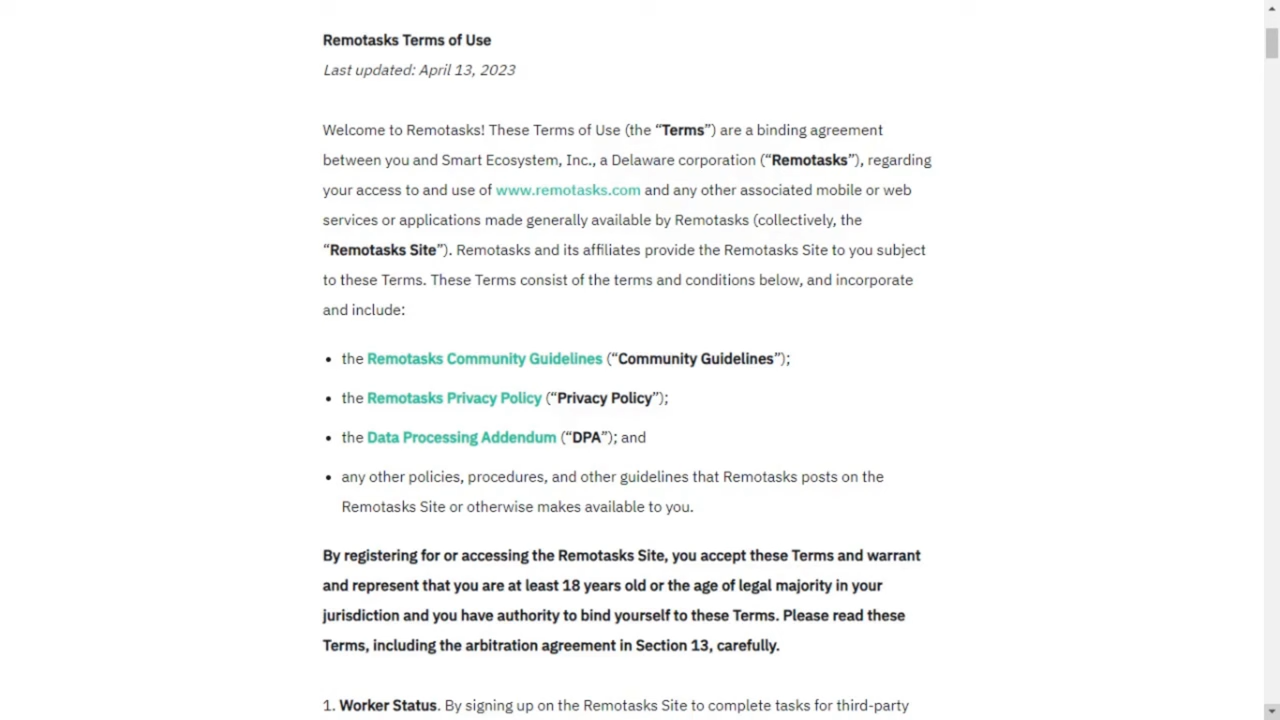 Remotasks Terms of Use
Last updated: April 13, 2023
Welcome to Remotasks! These Terms of Use (the “Terms”) are a binding agreement
between you and Smart Ecosystem, Inc., a Delaware corporation (“Remotasks”), regarding
your access to and use of www.remotasks.com and any other associated mobile or web
services or applications made generally available by Remotasks (collectively, the
“Remotasks Site”). Remotasks and its affiliates provide the Remotasks Site to you subject
to these Terms. These Terms consist of the terms and conditions below, and incorporate
and include:
• the Remotasks Community Guidelines (“Community Guidelines”);
• the Remotasks Privacy Policy (“Privacy Policy”);
• the Data Processing Addendum (“DPA”); and
• any other policies, procedures, and other guidelines that Remotasks posts on the
Remotasks Site or otherwise makes available to you.
By registering for or accessing the Remotasks Site, you accept these Terms and warrant
and represent that you are at least 18 years old or the age of legal majority in your
jurisdiction and you have authority to bind yourself to these Terms. Please read these
Terms, including the arbitration agreement in Section 13, carefully.
1. Worker Status. By signing up on the Remotasks Site to complete tasks for third-party